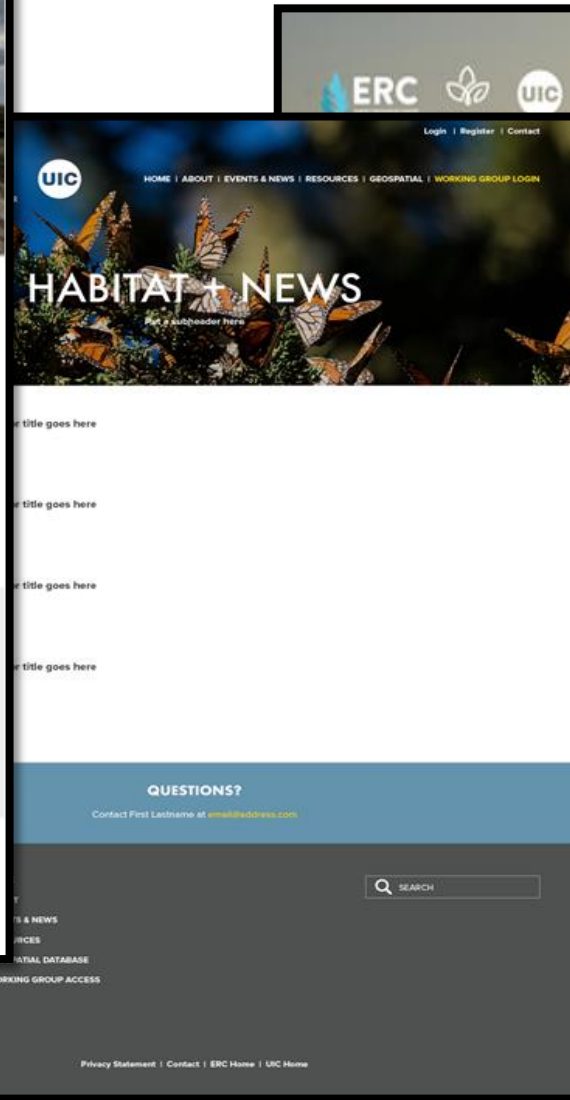 ERC UIC
Login | Register | Contact
UIC
HOME | ABOUT | EVENTS & NEWS | RESOURCES | GEOSPATIAL | WORKING GROUP LOGIN
HABITAT + NEWS
Put a subheader here
r title goes here
r title goes here
r title goes here
r title goes here
QUESTIONS?
Contact First Lastname at email@address.com
SEARCH
T
TS & NEWS
URCES
PATIAL DATABASE
ORKING GROUP ACCESS
Privacy Statement | Contact | ERC Home | UIC Home